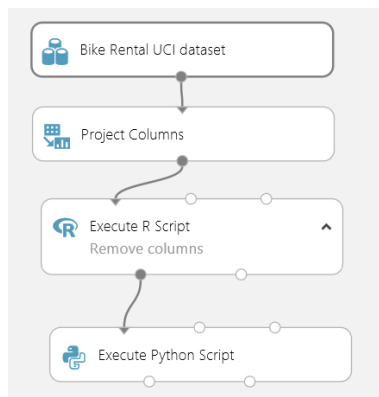 Bike Rental UCI dataset
Project Columns
Execute R Script
Remove columns
Execute Python Script